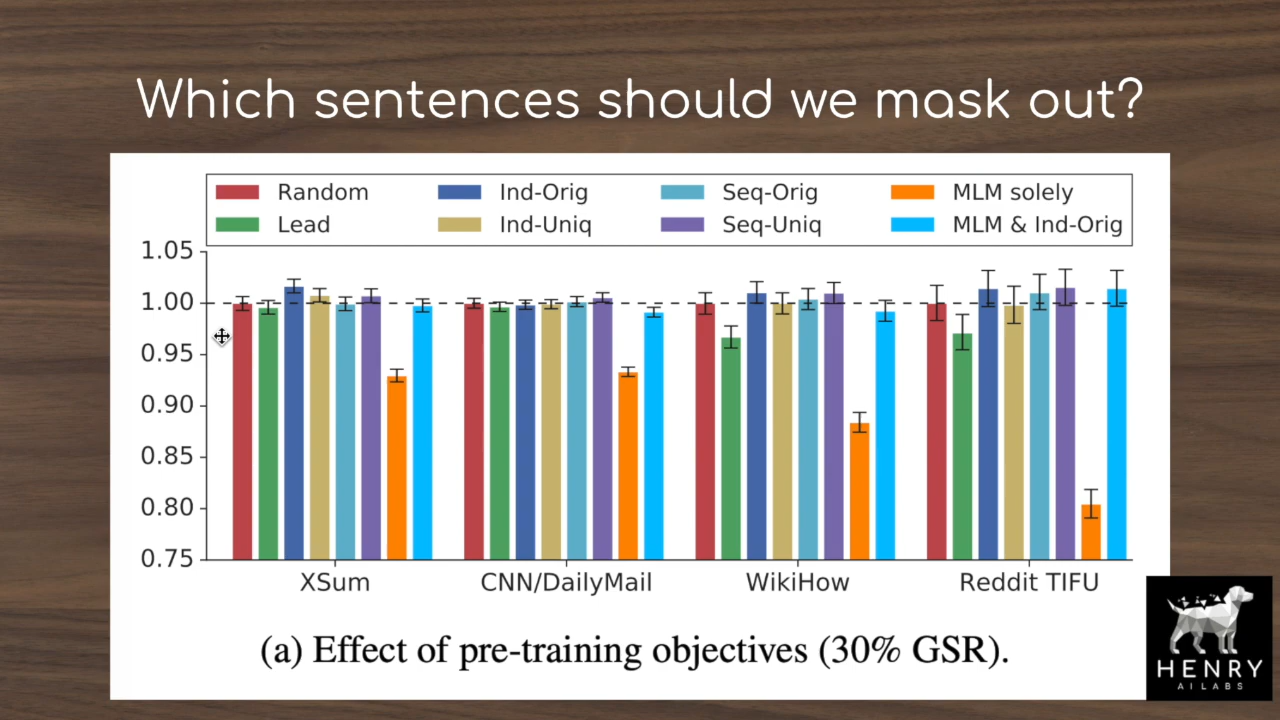 Which sentences should we mask out?
Random Ind-Orig Seq-Orig MLM solely
Lead Ind-Uniq Seq-Uniq MLM & Ind-Orig
1.05
1.00
0.95
0.90
0.85
0.80
0.75
XSum CNN/DailyMail WikiHow Reddit TIFU
(a) Effect of pre-training objectives (30% GSR).
HENRY
AI LABS